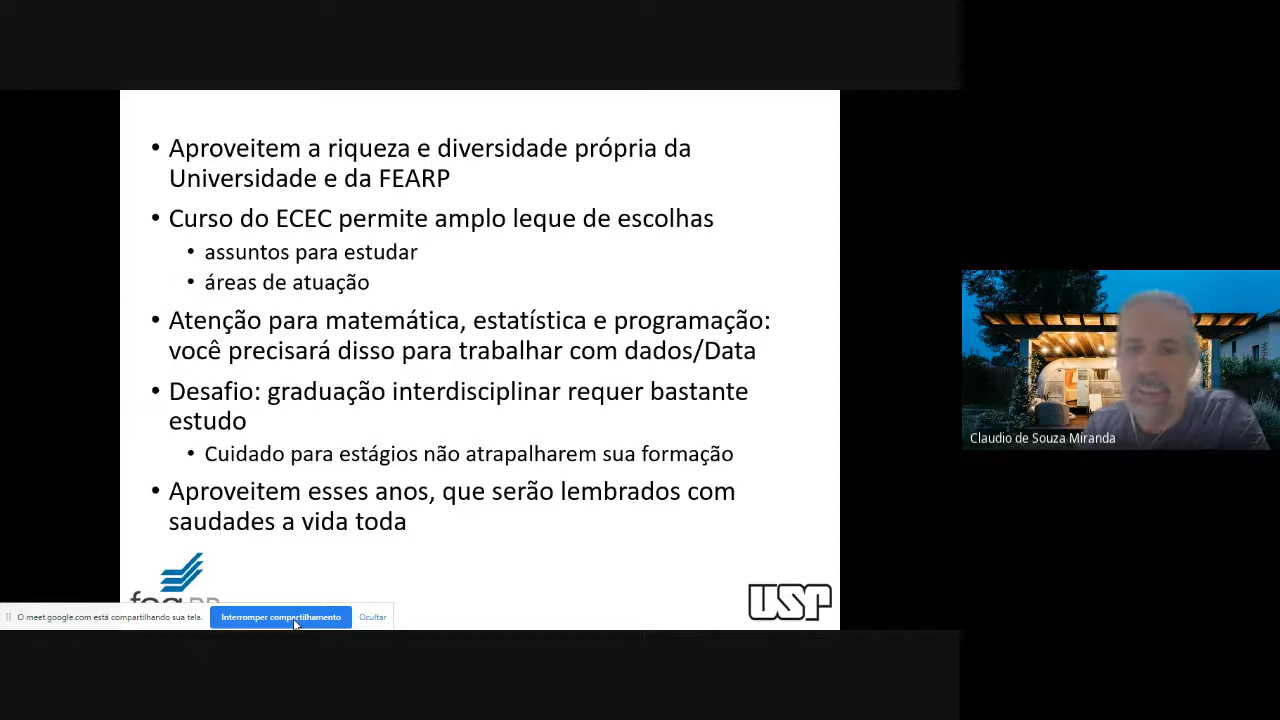 • Aproveitem a riqueza e diversidade própria da
Universidade e da FEARP
• Curso do ECEC permite amplo leque de escolhas
• assuntos para estudar
• áreas de atuação
• Atenção para matemática, estatística e programação:
você precisará disso para trabalhar com dados/Data
• Desafio: graduação interdisciplinar requer bastante
estudo
• Cuidado para estágios não atrapalharem sua formação
• Aproveitem esses anos, que serão lembrados com
saudades a vida toda
USP
O meet.google.com está compartilhando sua tela.
Interromper compartilhamento
Ocultar
Claudio de Souza Miranda